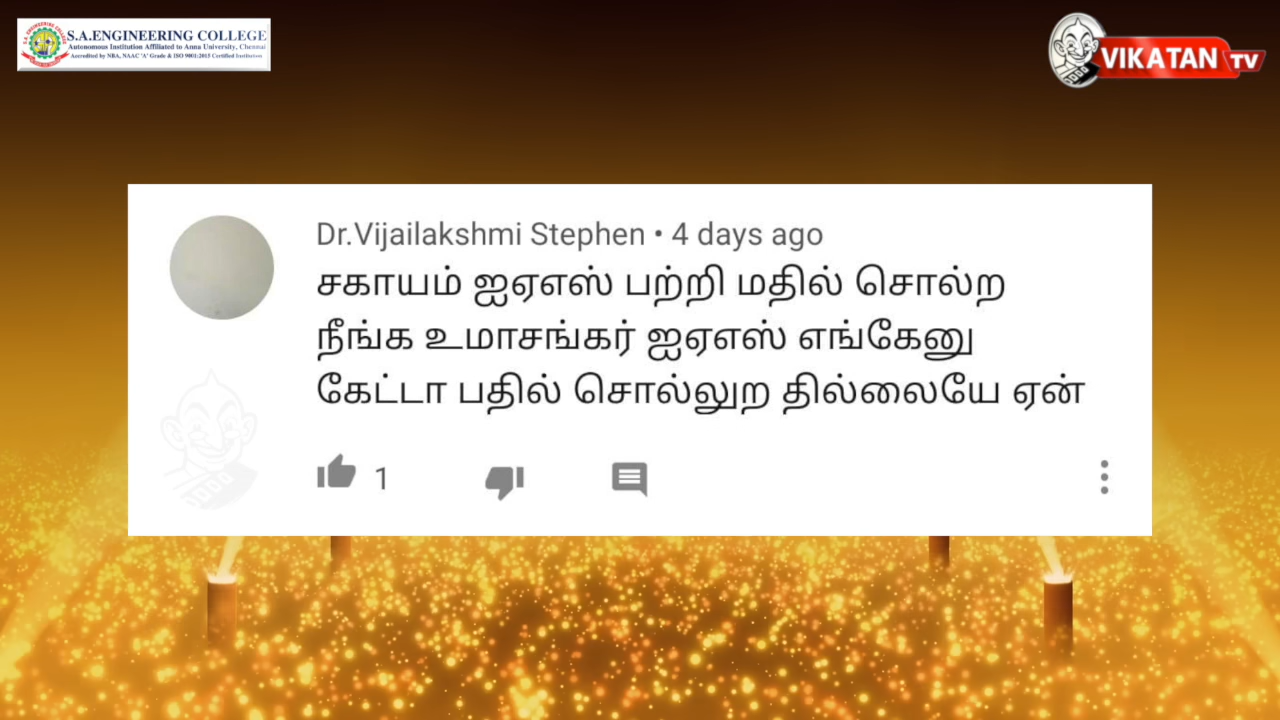 S.A.ENGINEERING COLLEGE
Autonomous Institution Affiliated to Anna University, Chennai
Accredited by NBA, NAAC 'A' Grade & ISO 9001:2015 Certified Institution
VIKATAN TV
Dr.Vijailakshmi Stephen • 4 days ago
சகாயம் ஐஏஎஸ் பற்றி மதில் சொல்ற
நீங்க உமாசங்கர் ஐஏஎஸ் எங்கேனு
கேட்டா பதில் சொல்லுற தில்லையே ஏன்
1